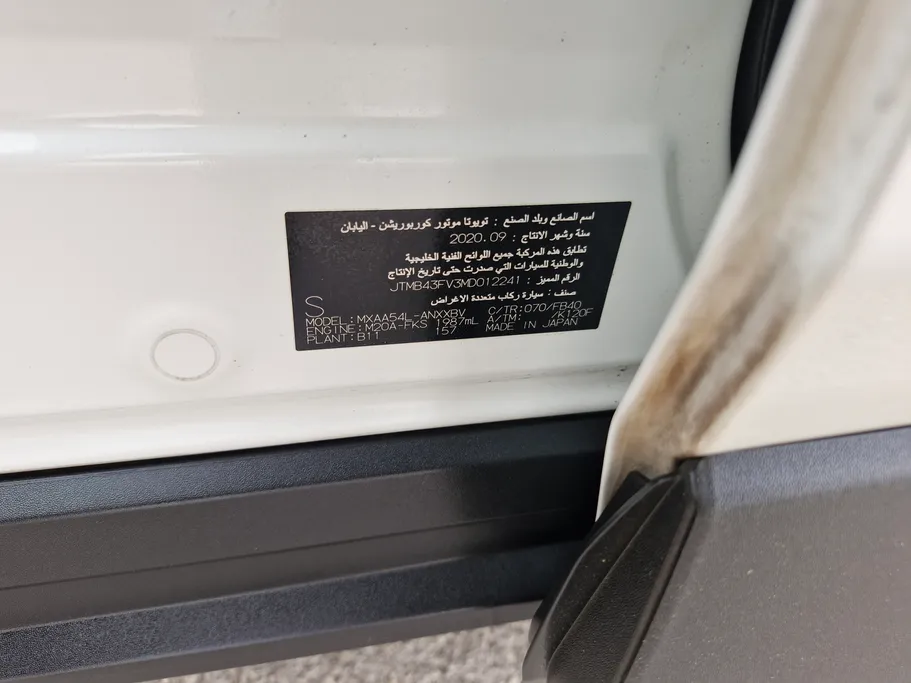 اسم الصانع وبلد الصنع : تويوتا موتور كوربوريشن - اليابان
سنة وشهر الانتاج : 2020.09
تطابق هذه المركبة جميع اللوائح الفنية الخليجية
والوطنية للسيارات التي صدرت حتى تاريخ الإنتاج
الرقم المميز : JTMB43FV3MD012241
صنف : سيارة ركاب متعددة الاغراض
S
MODEL:MXAA54L-ANXXBV C/TR:070/FB40
ENGINE:M20A-FKS 1987mL A/TM: /K120F
PLANT:B11 157 MADE IN JAPAN